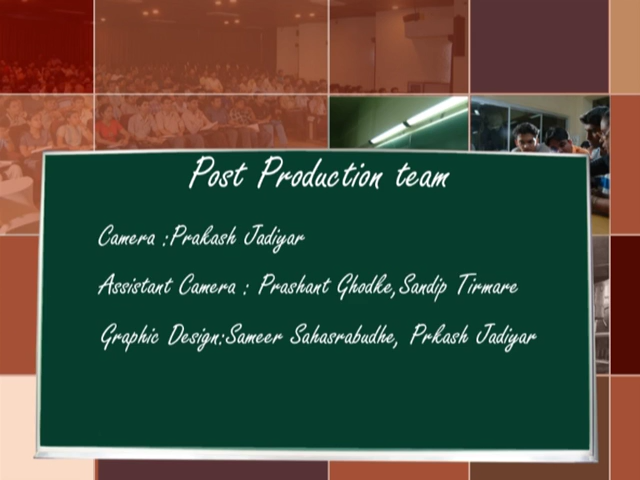 Post Production team
Camera :Prakash Jadiyar
Assistant Camera : Prashant Ghodke,Sandip Tirmare
Graphic Design:Sameer Sahasrabudhe, Prkash Jadiyar